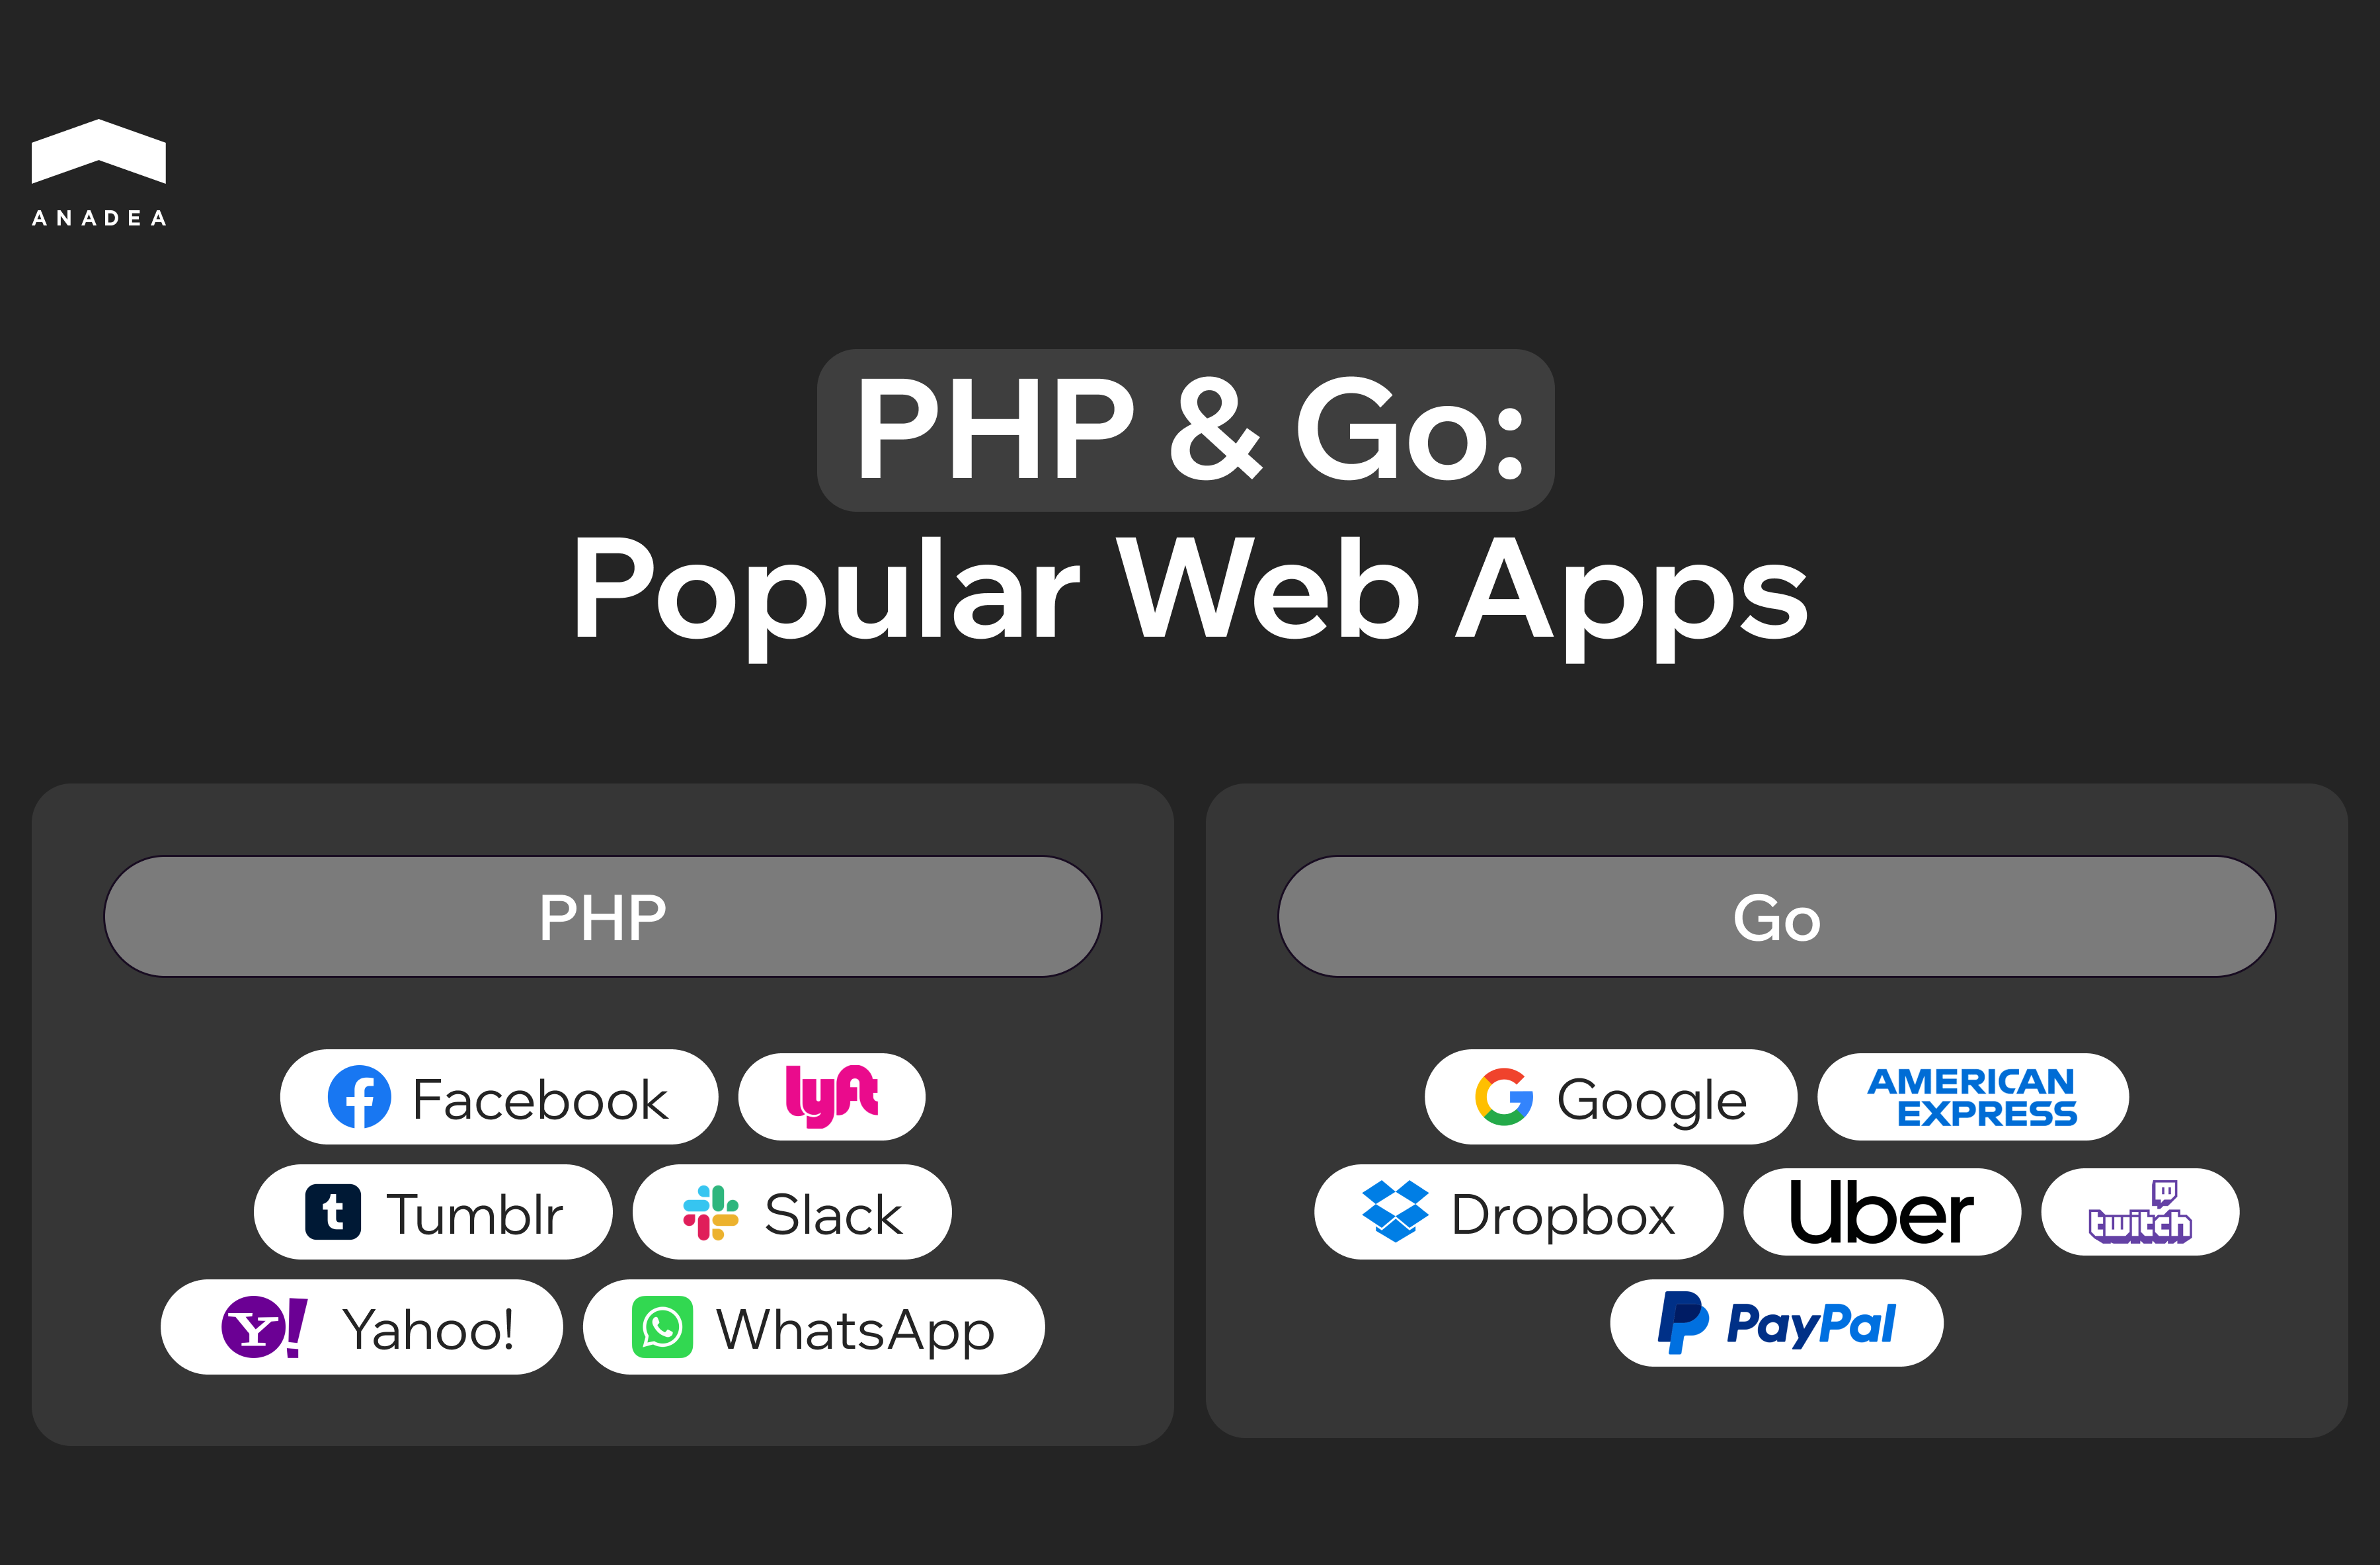 ANADEA
PHP & Go:
Popular Web Apps
PHP
Facebook
lyft
Tumblr
Slack
Yahoo!
WhatsApp
Go
Google
AMERICAN
EXPRESS
Dropbox
Uber
twitch
PayPal